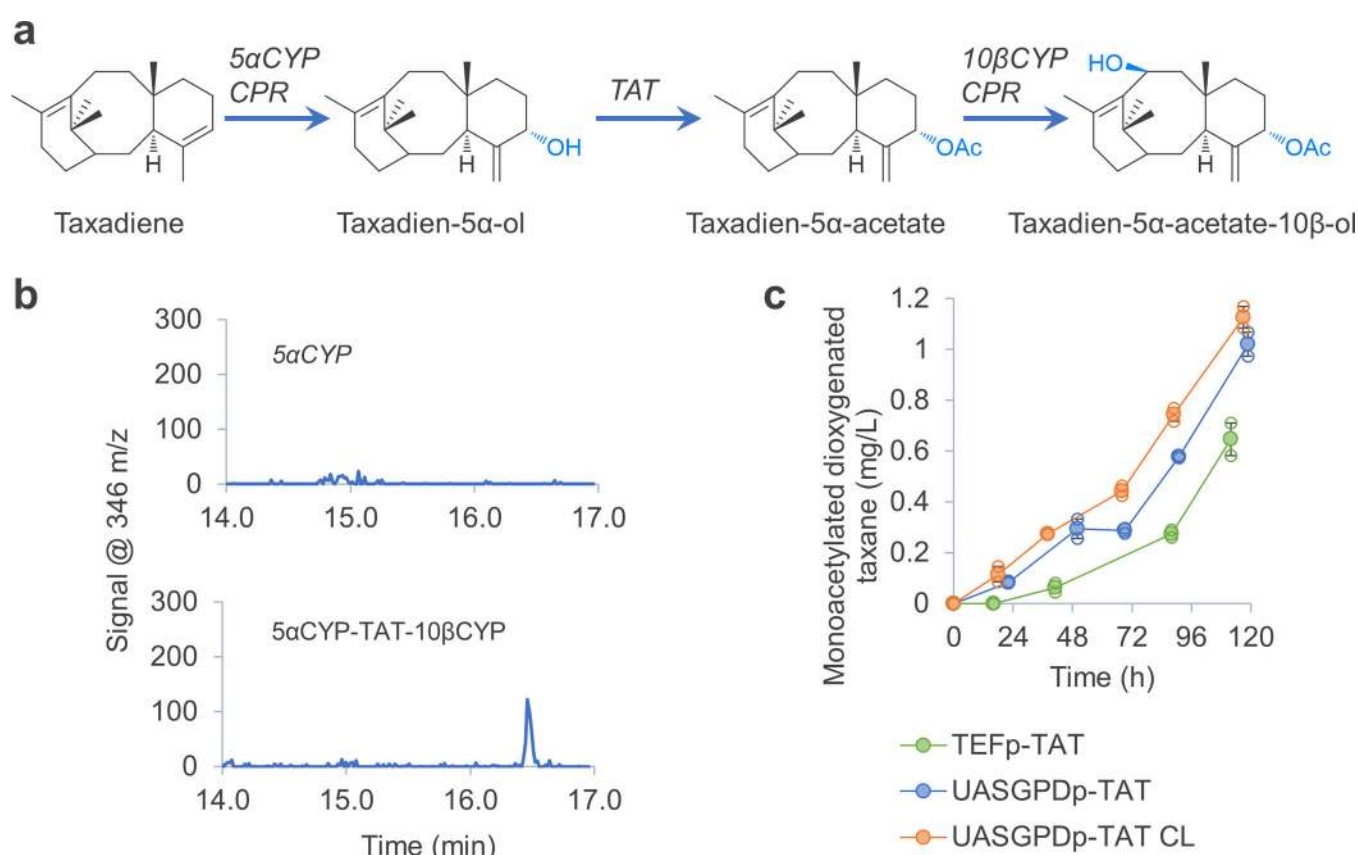 a
5αCYP
CPR
TAT
10βCYP
CPR
HO
H
OH
H
OAc
H
OAc
H
Taxadiene
Taxadien-5α-ol
Taxadien-5α-acetate
Taxadien-5α-acetate-10β-ol
b
Signal @ 346 m/z
300
200
100
0
5αCYP
14.0
15.0
16.0
17.0
300
200
100
0
5αCYP-TAT-10βCYP
14.0
15.0
16.0
17.0
Time (min)
c
Monoacetylated dioxygenated
taxane (mg/L)
1.2
1
0.8
0.6
0.4
0.2
0
0
24
48
72
96
120
Time (h)
TEFp-TAT
UASGPDp-TAT
UASGPDp-TAT CL